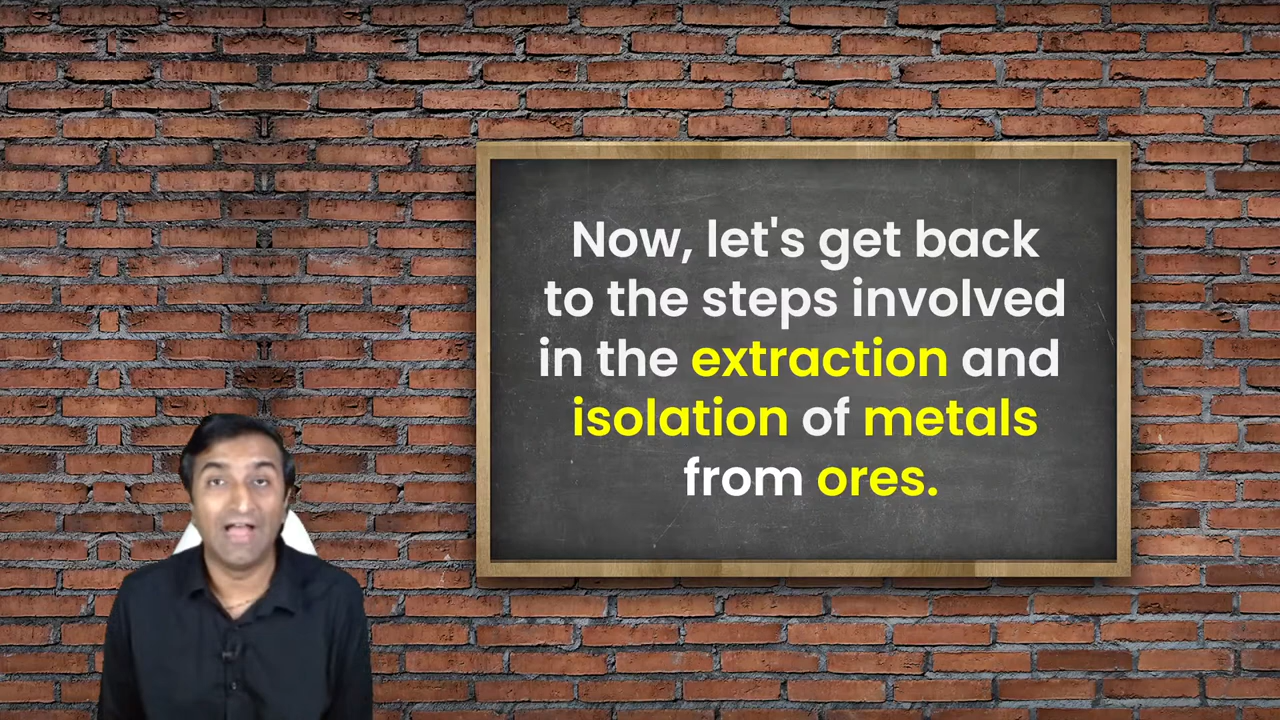 Now, let's get back
to the steps involved
in the extraction and
isolation of metals
from ores.